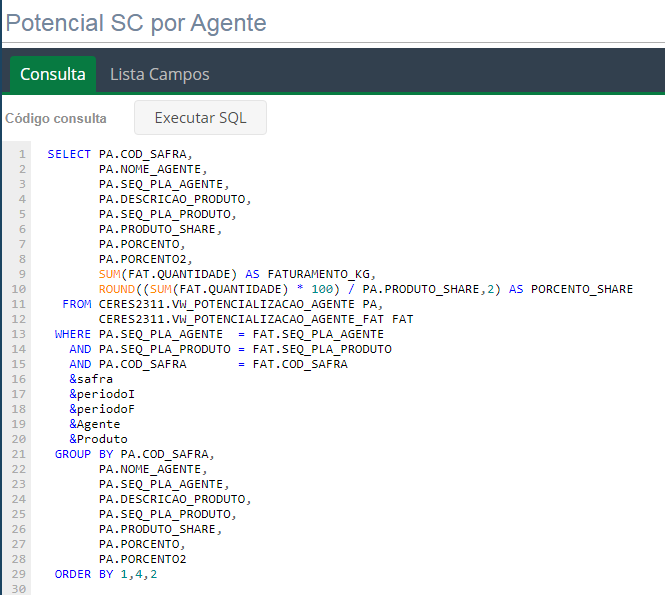 Potencial SC por Agente
Consulta Lista Campos
Código consulta Executar SQL
1 SELECT PA.COD_SAFRA,
2 PA.NOME_AGENTE,
3 PA.SEQ_PLA_AGENTE,
4 PA.DESCRICAO_PRODUTO,
5 PA.SEQ_PLA_PRODUTO,
6 PA.PRODUTO_SHARE,
7 PA.PORCENTO,
8 PA.PORCENTO2,
9 SUM(FAT.QUANTIDADE) AS FATURAMENTO_KG,
10 ROUND((SUM(FAT.QUANTIDADE) * 100) / PA.PRODUTO_SHARE,2) AS PORCENTO_SHARE
11 FROM CERES2311.VW_POTENCIALIZACAO_AGENTE PA,
12 CERES2311.VW_POTENCIALIZACAO_AGENTE_FAT FAT
13 WHERE PA.SEQ_PLA_AGENTE = FAT.SEQ_PLA_AGENTE
14 AND PA.SEQ_PLA_PRODUTO = FAT.SEQ_PLA_PRODUTO
15 AND PA.COD_SAFRA = FAT.COD_SAFRA
16 &safra
17 &periodoI
18 &periodoF
19 &Agente
20 &Produto
21 GROUP BY PA.COD_SAFRA,
22 PA.NOME_AGENTE,
23 PA.SEQ_PLA_AGENTE,
24 PA.DESCRICAO_PRODUTO,
25 PA.SEQ_PLA_PRODUTO,
26 PA.PRODUTO_SHARE,
27 PA.PORCENTO,
28 PA.PORCENTO2
29 ORDER BY 1,4,2
30